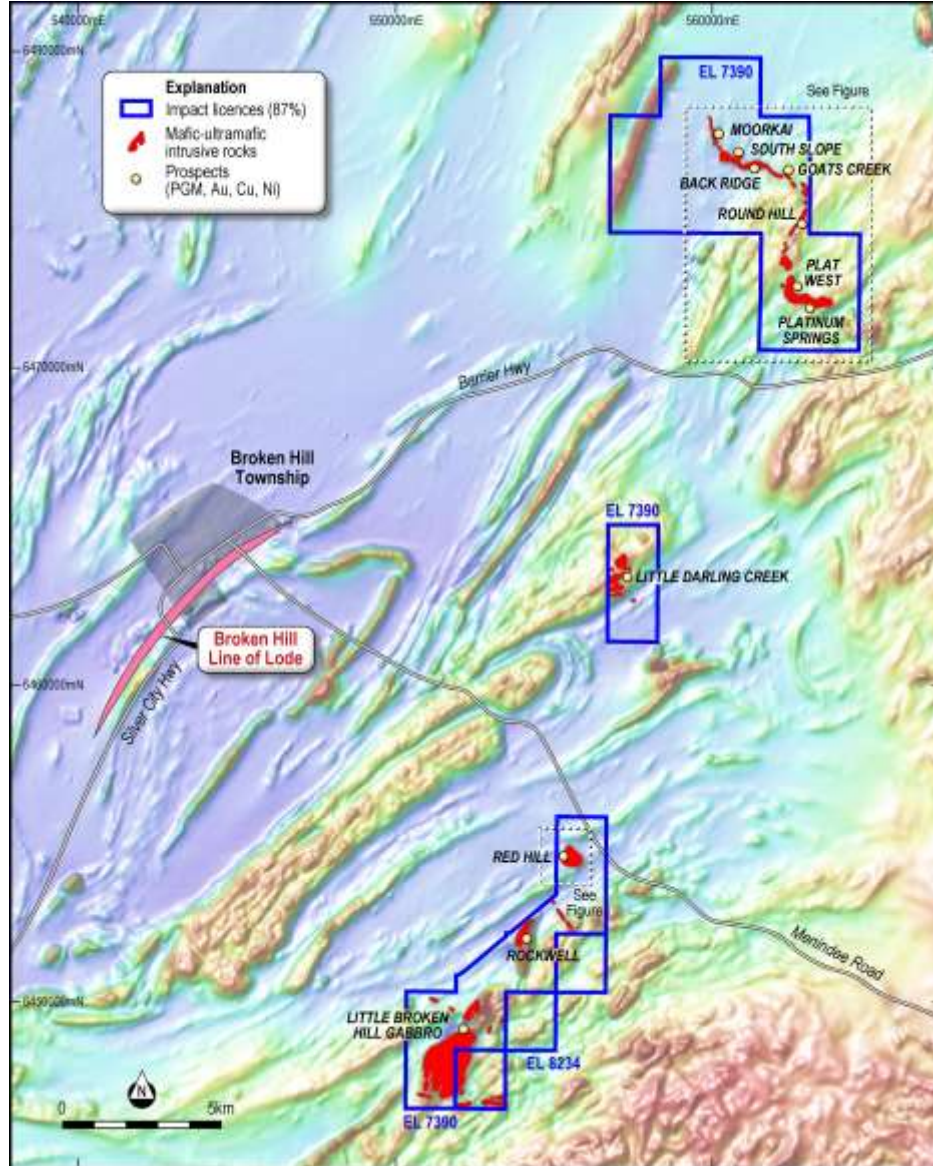 540000mE
550000mE
560000mE
6480000mN
Explanation
Impact licences (87%)
Mafic-ultramafic
intrusive rocks
Prospects
(PGM, Au, Cu, Ni)
EL 7390
See Figure
MOORKAI
SOUTH SLOPE
GOATS CREEK
BACK RIDGE
ROUND HILL
PLAT
WEST
PLATINUM
SPRINGS
6470000mN
Barrier Hwy
Broken Hill
Township
EL 7390
LITTLE DARLING CREEK
Broken Hill
Line of Lode
6460000mN
Silver City Hwy
RED HILL
See
Figure
Menindee Road
ROCKWELL
6450000mN
LITTLE BROKEN
HILL GABBRO
EL 8234
N
0
5km
EL 7390